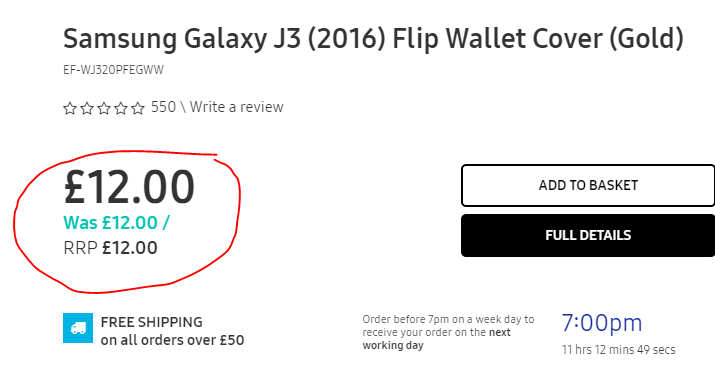 Samsung Galaxy J3 (2016) Flip Wallet Cover (Gold)
EF-WJ320PFEGWW
550 \ Write a review
£12.00
Was £12.00 /
RRP £12.00
ADD TO BASKET
FULL DETAILS
FREE SHIPPING
on all orders over £50
Order before 7pm on a week day to
receive your order on the next
working day
7:00pm
11 hrs 12 mins 49 secs